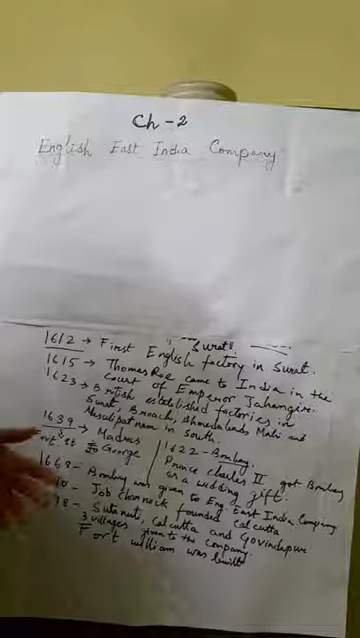 Ch - 2
English East India Company
"Surat"
1612 → First English factory in Surat.
1615 → Thomas Roe came to India in the
court of Emperor Jahangir.
1623 → British established factories in
Surat, Broach, Ahmedabad, and
in South.
1639 → Madras
Fort St George
1622 - Bombay
Prince Charles II got Bombay
as a wedding gift.
1668 - Bombay was given to Eng. East India Company
90 - Job Charnock founded Calcutta
98 - Sutanuti, Calcutta and Govindapur
3 villages given to the company.
Fort William was built